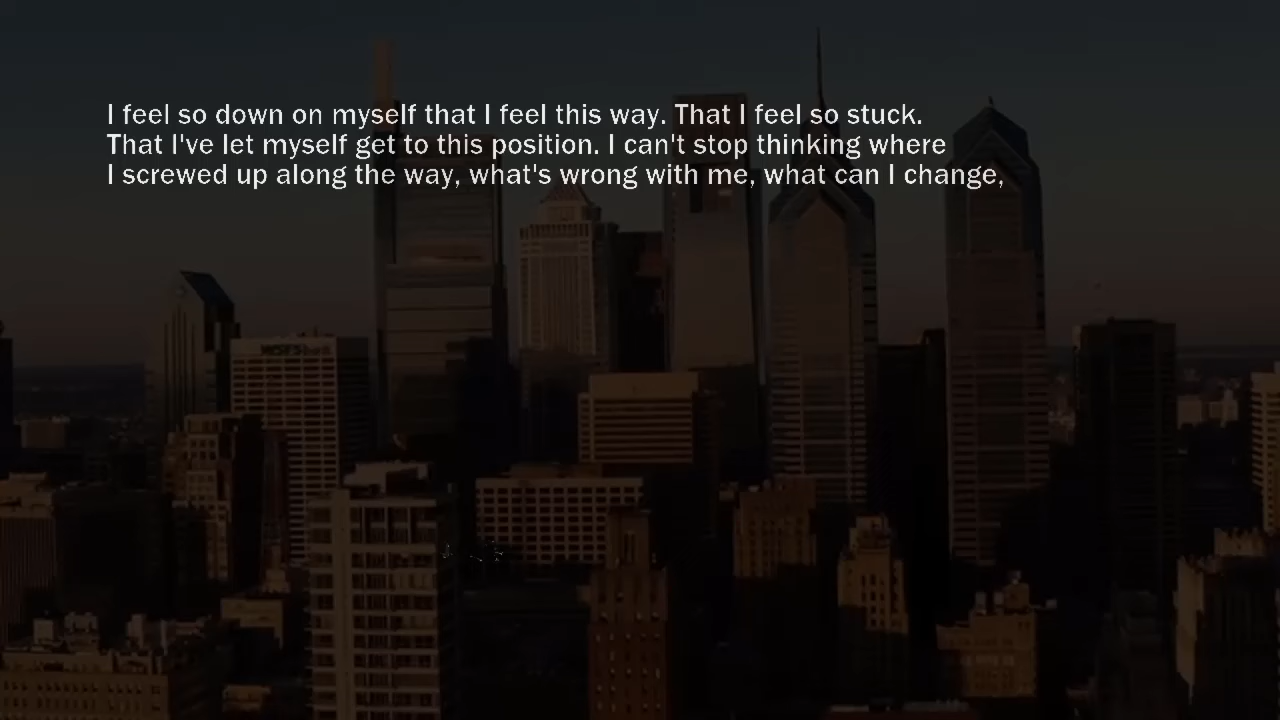 I feel so down on myself that I feel this way. That I feel so stuck.
That I've let myself get to this position. I can't stop thinking where
I screwed up along the way, what's wrong with me, what can I change,